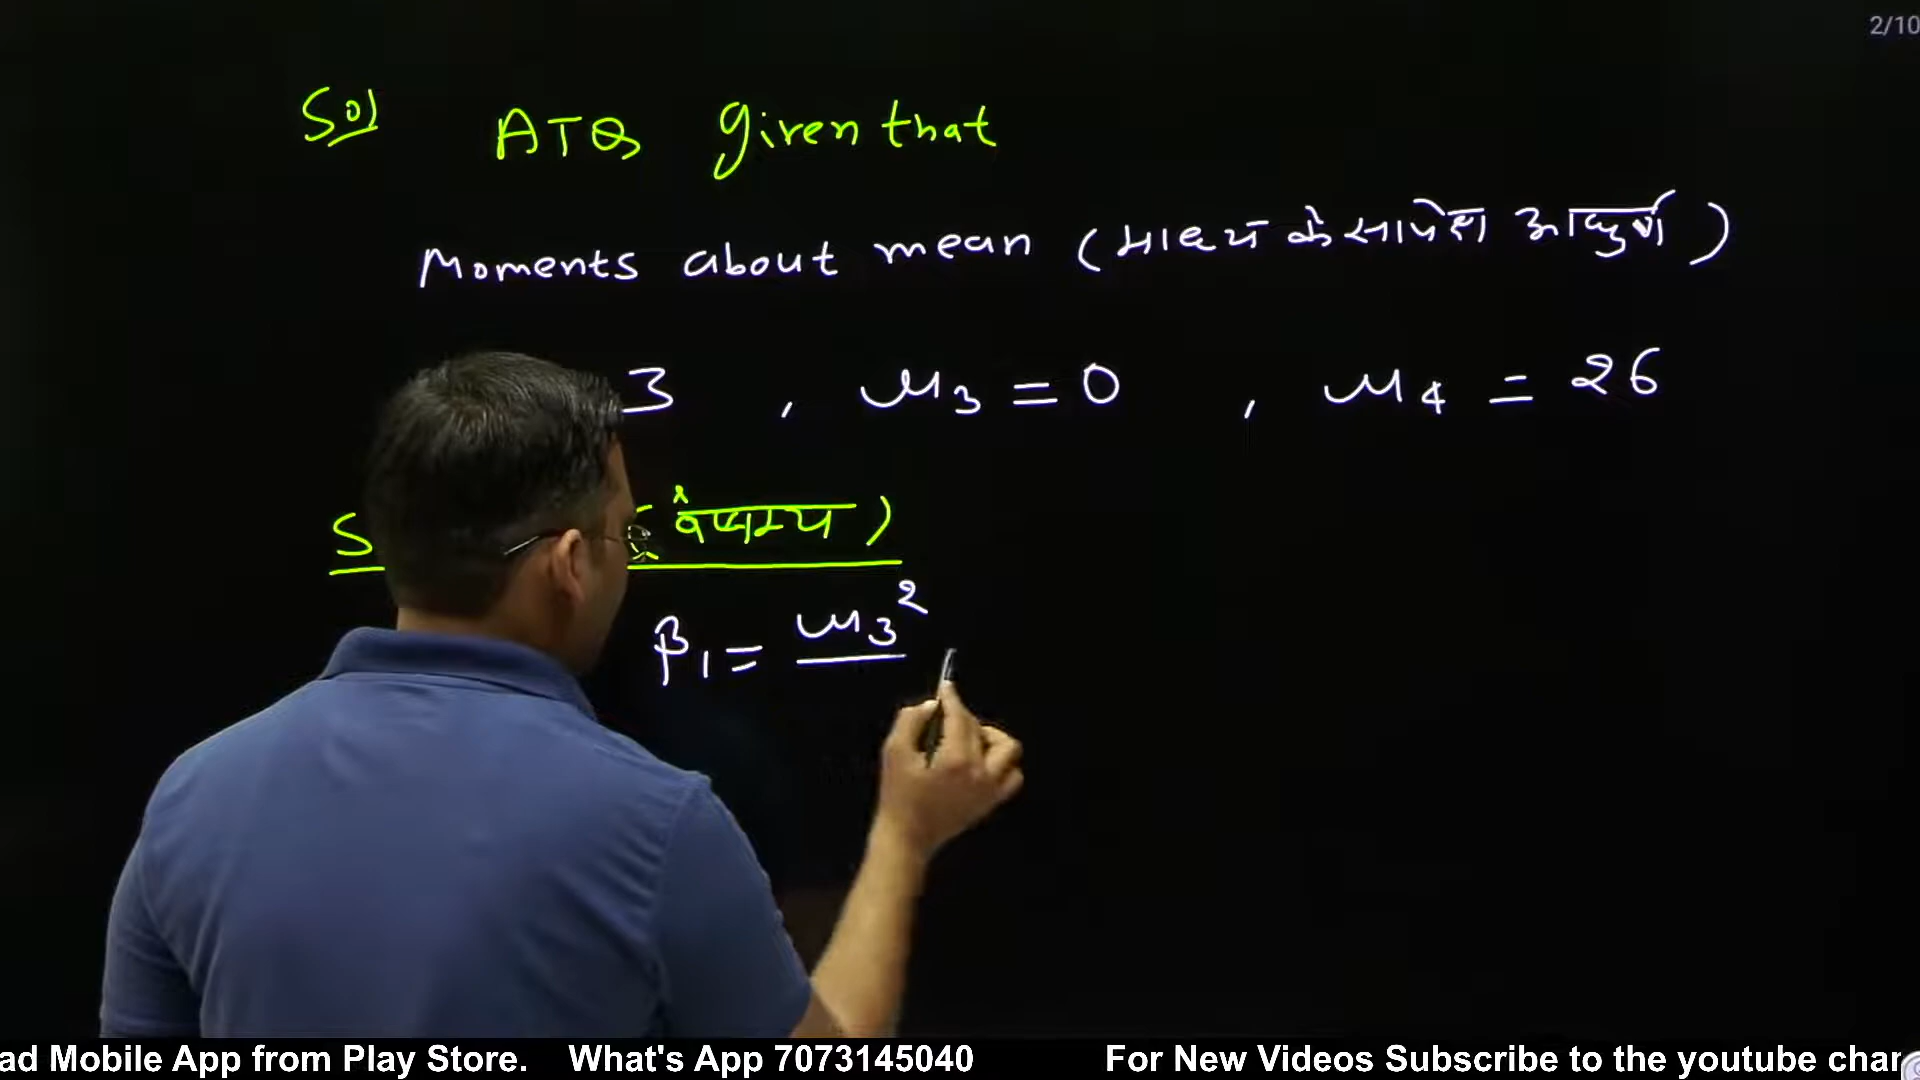 2/10
Sol ATQ given that
Moments about mean (माध्य के सापेक्ष आघूर्ण)
3 , μ3 = 0 , μ4 = 26
S (वैषम्य)
β1 = μ3²
ad Mobile App from Play Store. What's App 7073145040 For New Videos Subscribe to the youtube char